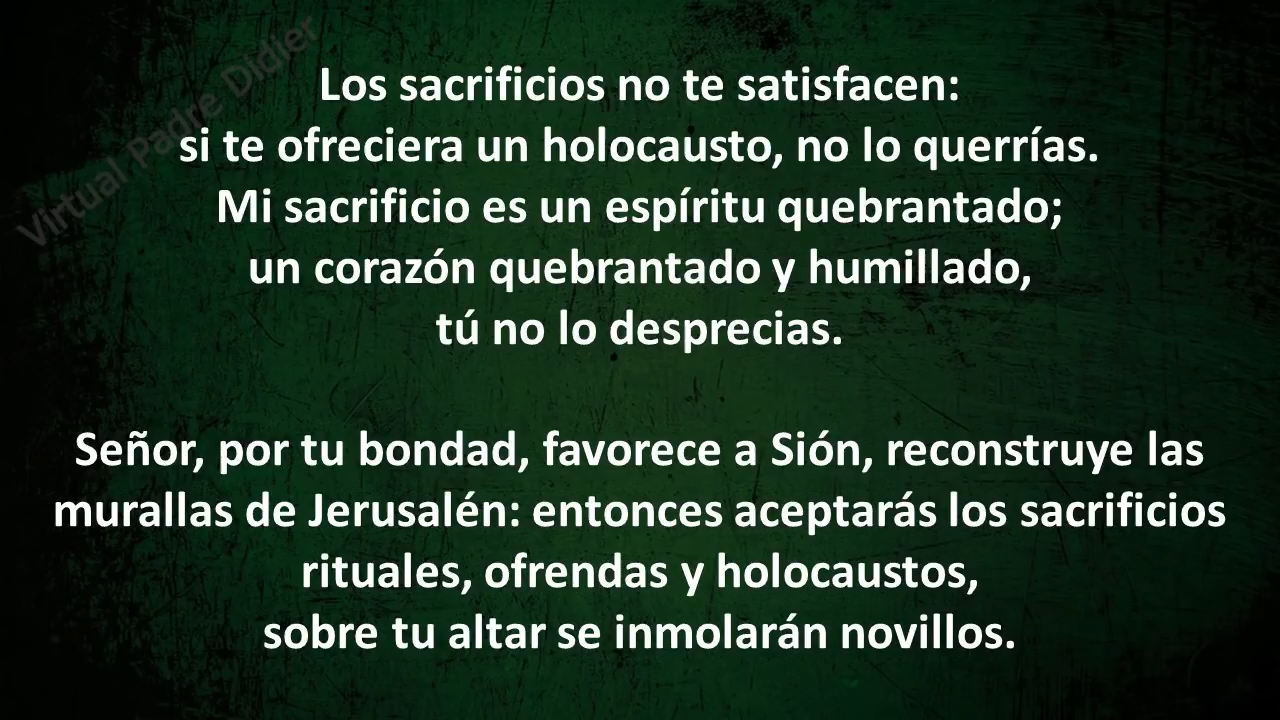 Virtual Padre Didier
Los sacrificios no te satisfacen:
si te ofreciera un holocausto, no lo querrías.
Mi sacrificio es un espíritu quebrantado;
un corazón quebrantado y humillado,
tú no lo desprecias.
Señor, por tu bondad, favorece a Sión, reconstruye las
murallas de Jerusalén: entonces aceptarás los sacrificios
rituales, ofrendas y holocaustos,
sobre tu altar se inmolarán novillos.